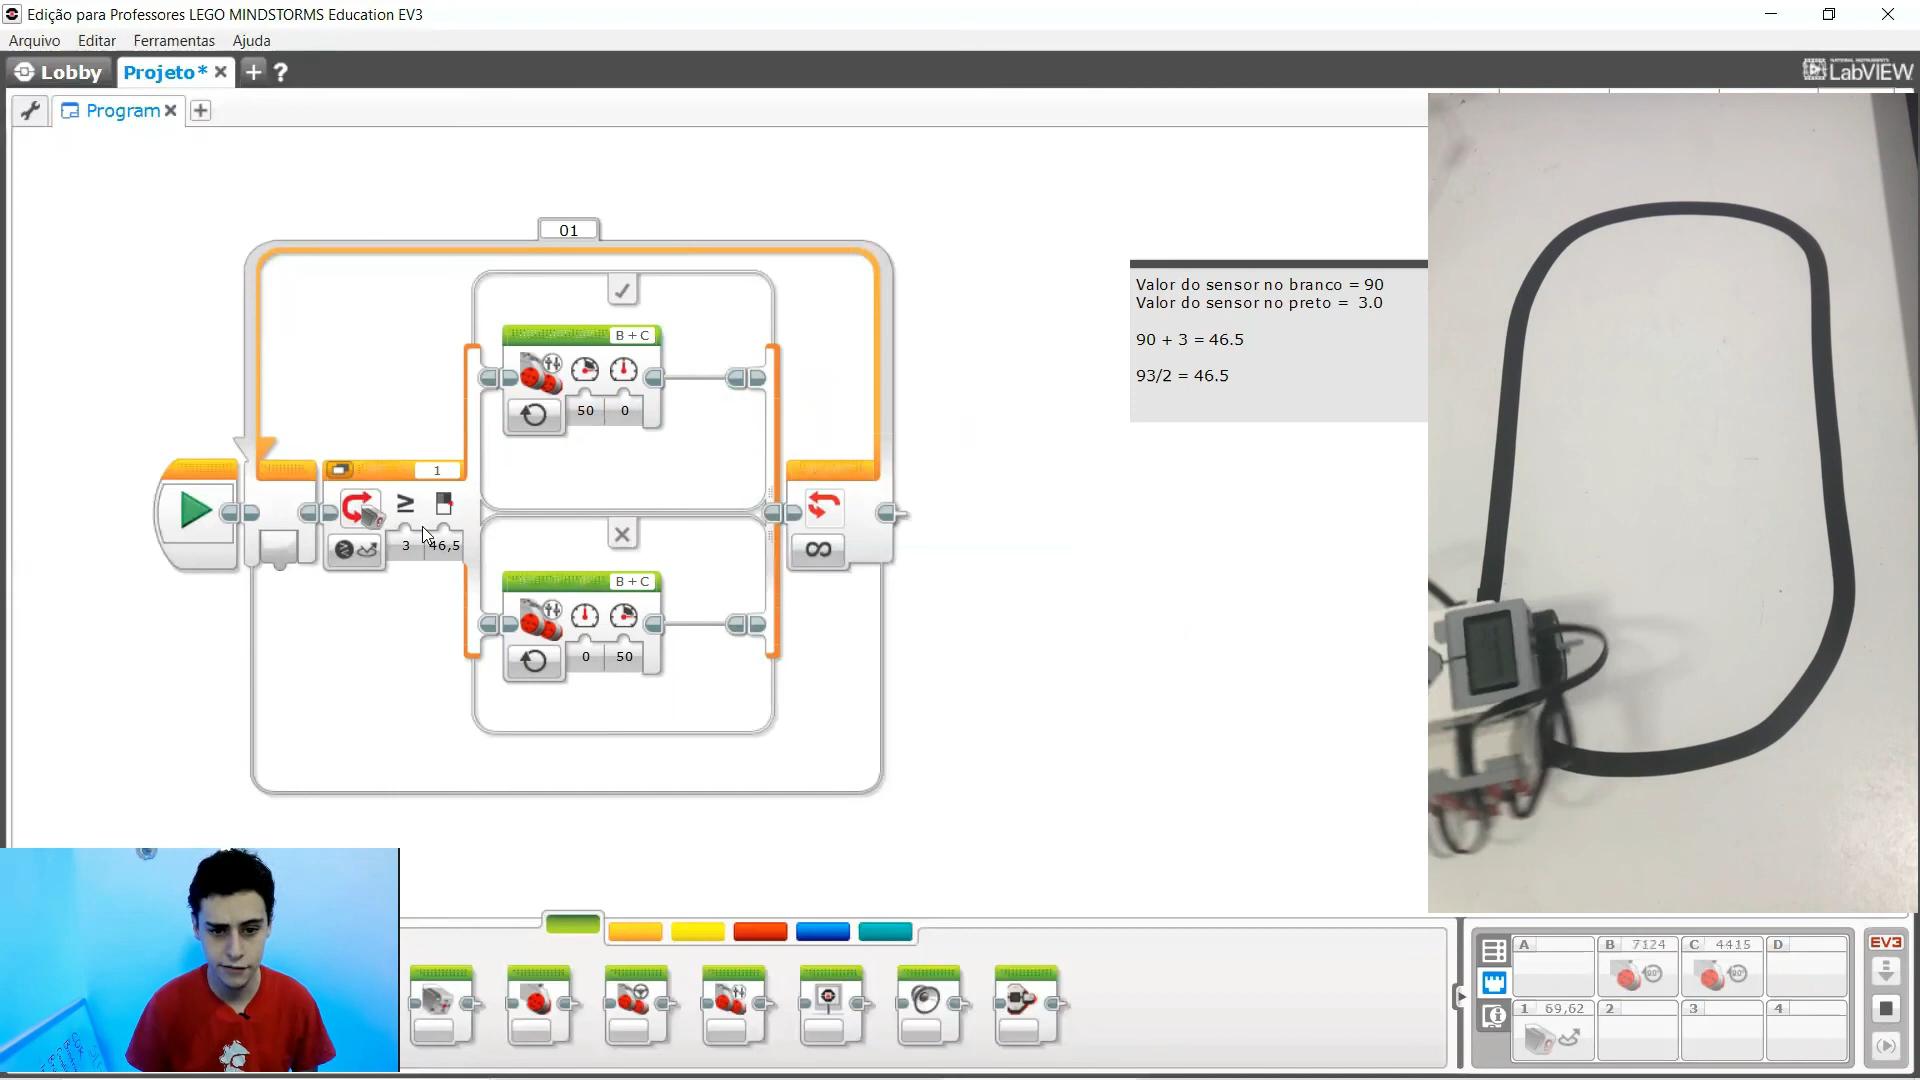 Edição para Professores LEGO MINDSTORMS Education EV3
Arquivo Editar Ferramentas Ajuda
Lobby Projeto* + ?
LabVIEW
Program
01
Valor do sensor no branco = 90
Valor do sensor no preto = 3.0
90 + 3 = 46.5
93/2 = 46.5
B + C
50 0
1
≥
3 46,5
∞
B + C
0 50
A B 7124 C 4415 D
EV3
1 69,62 2 3 4